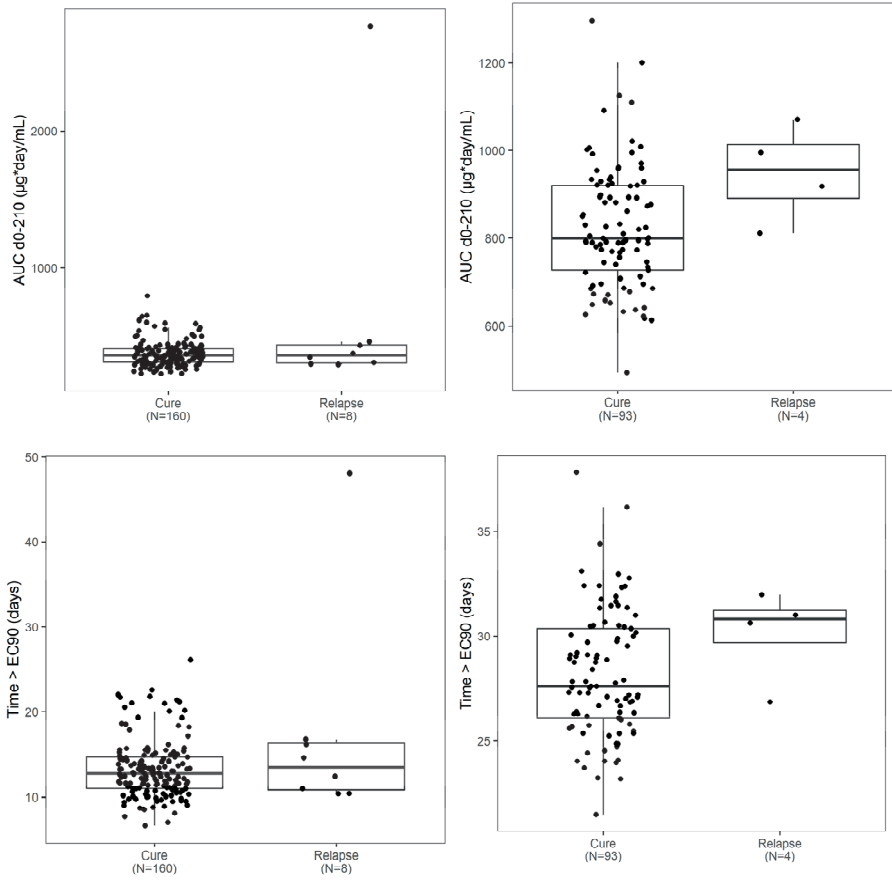 AUC d0-210 (µg*day/mL)
2000
1000
Cure
(N=160)
Relapse
(N=8)
AUC d0-210 (µg*day/mL)
1200
1000
800
600
Cure
(N=93)
Relapse
(N=4)
Time > EC90 (days)
50
40
30
20
10
Cure
(N=160)
Relapse
(N=8)
Time > EC90 (days)
35
30
25
Cure
(N=93)
Relapse
(N=4)